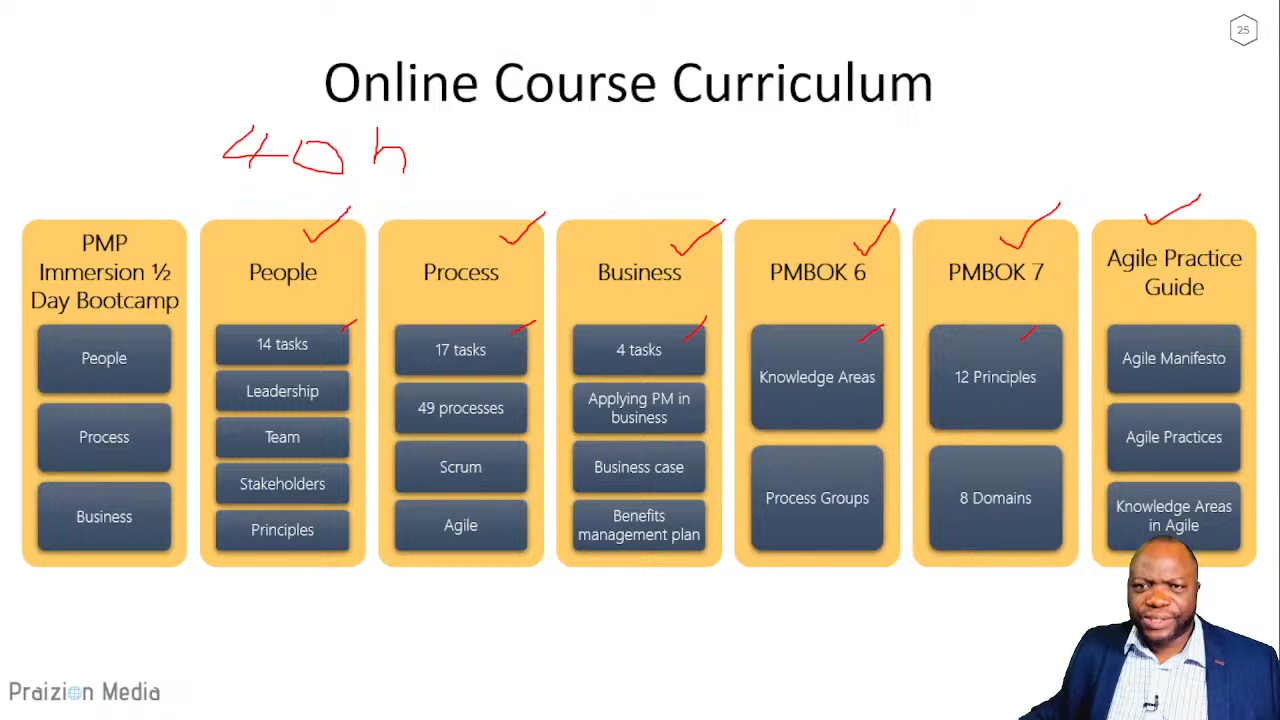 25
Online Course Curriculum
40 h
PMP
Immersion ½
Day Bootcamp
People
Process
Business
People
14 tasks
Leadership
Team
Stakeholders
Principles
Process
17 tasks
49 processes
Scrum
Agile
Business
4 tasks
Applying PM in
business
Business case
Benefits
management plan
PMBOK 6
Knowledge Areas
Process Groups
PMBOK 7
12 Principles
8 Domains
Agile Practice
Guide
Agile Manifesto
Agile Practices
Knowledge Areas
in Agile
Praizion Media